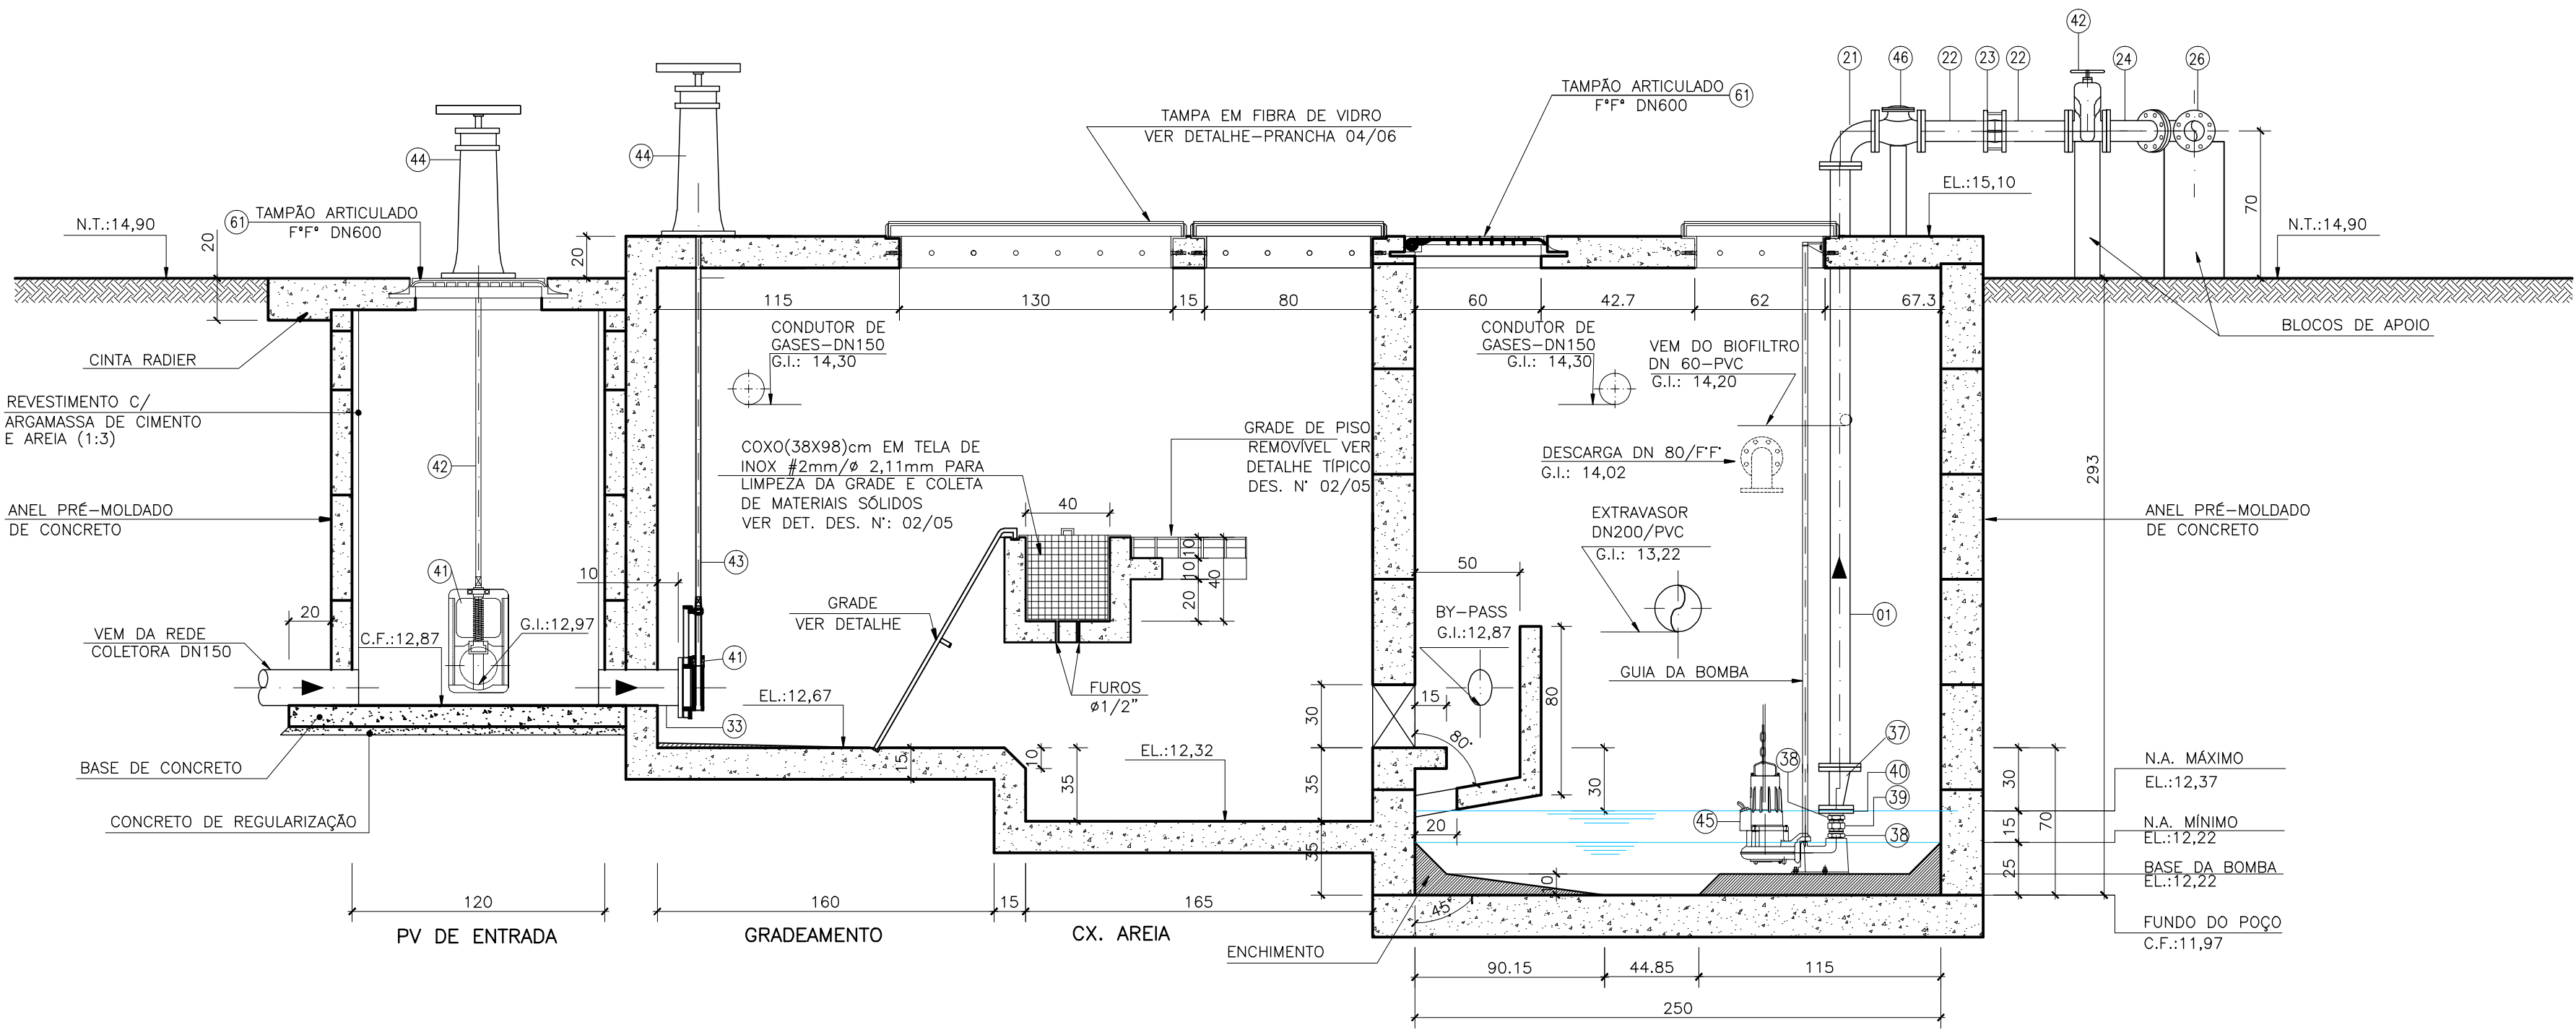 42
21
46
22
23
22
24
26
44
44
TAMPA EM FIBRA DE VIDRO
VER DETALHE-PRANCHA 04/06
TAMPÃO ARTICULADO
F°F° DN600
61
N.T.:14,90
20
61
TAMPÃO ARTICULADO
F°F° DN600
20
EL.:15,10
70
N.T.:14,90
115
130
15
80
60
42.7
62
67.3
CINTA RADIER
CONDUTOR DE
GASES-DN150
G.I.: 14,30
CONDUTOR DE
GASES-DN150
G.I.: 14,30
VEM DO BIOFILTRO
DN 60-PVC
G.I.: 14,20
BLOCOS DE APOIO
REVESTIMENTO C/
ARGAMASSA DE CIMENTO
E AREIA (1:3)
42
COXO(38X98)cm EM TELA DE
INOX #2mm/ø 2,11mm PARA
LIMPEZA DA GRADE E COLETA
DE MATERIAIS SÓLIDOS
VER DET. DES. N°: 02/05
GRADE DE PISO
REMOVÍVEL VER
DETALHE TÍPICO
DES. N° 02/05
DESCARGA DN 80/F°F°
G.I.: 14,02
293
ANEL PRÉ-MOLDADO
DE CONCRETO
40
EXTRAVASOR
DN200/PVC
G.I.: 13,22
ANEL PRÉ-MOLDADO
DE CONCRETO
41
10
43
10
10
20
40
50
20
GRADE
VER DETALHE
BY-PASS
G.I.:12,87
01
VEM DA REDE
COLETORA DN150
C.F.:12,87
G.I.:12,97
41
FUROS
ø1/2"
GUIA DA BOMBA
EL.:12,67
33
15
80
30
80°
BASE DE CONCRETO
15
10
35
EL.:12,32
35
30
38
37
40
39
38
45
30
15
25
70
N.A. MÁXIMO
EL.:12,37
CONCRETO DE REGULARIZAÇÃO
20
35
10
N.A. MÍNIMO
EL.:12,22
BASE DA BOMBA
EL.:12,22
120
160
15
165
45°
PV DE ENTRADA
GRADEAMENTO
CX. AREIA
ENCHIMENTO
FUNDO DO POÇO
C.F.:11,97
90.15
44.85
115
250